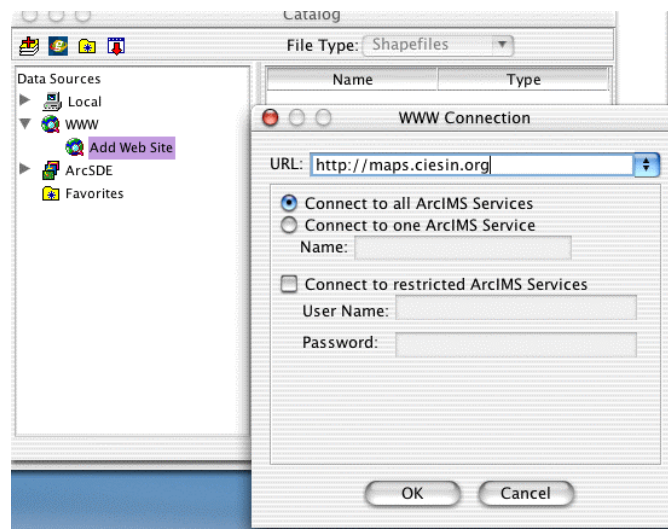 Catalog
File Type: Shapefiles
Data Sources
Name Type
Local
WWW
Add Web Site
ArcSDE
Favorites
WWW Connection
URL: http://maps.ciesin.org
Connect to all ArcIMS Services
Connect to one ArcIMS Service
Name:
Connect to restricted ArcIMS Services
User Name:
Password:
OK Cancel